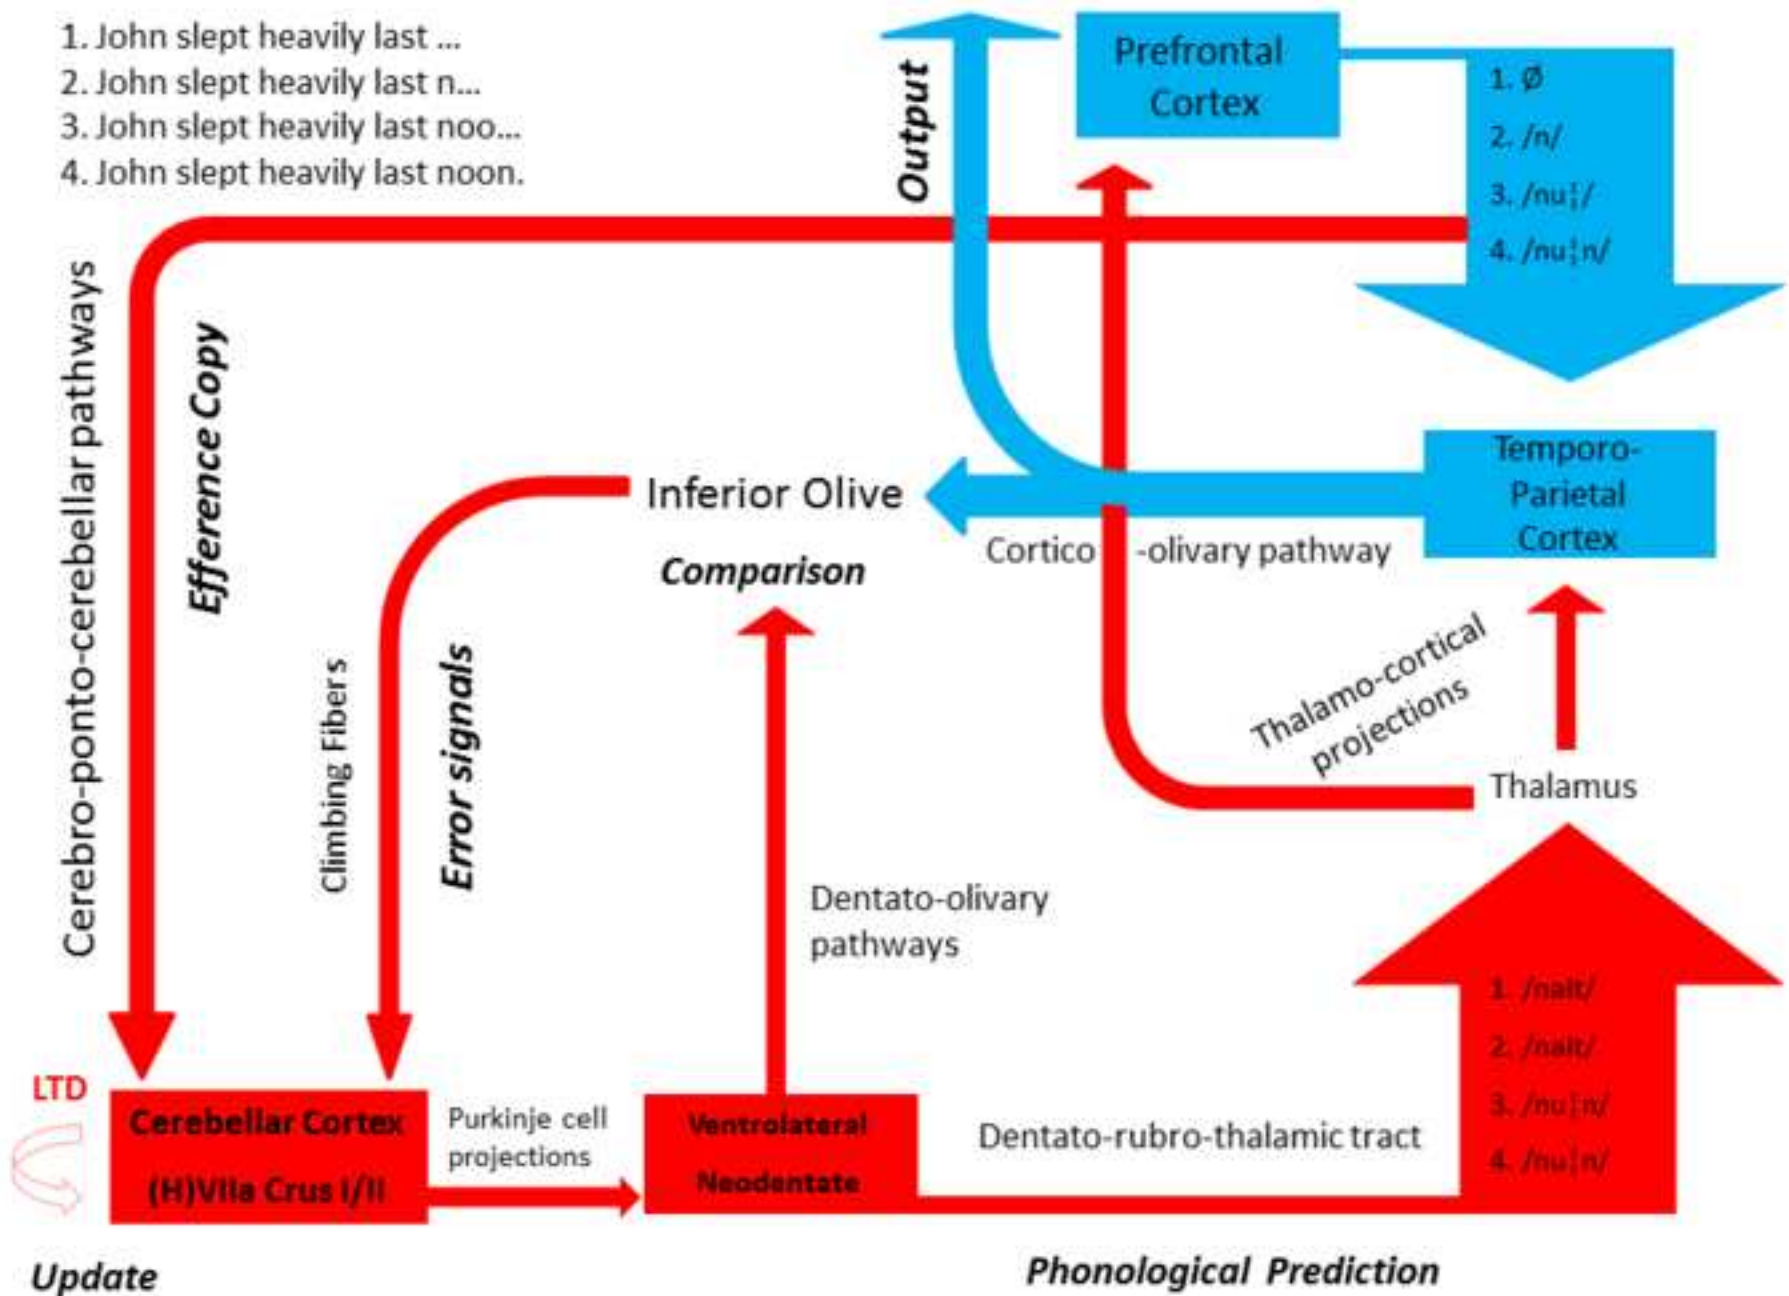 1. John slept heavily last ...
2. John slept heavily last n...
3. John slept heavily last noo...
4. John slept heavily last noon.
Output
Prefrontal
Cortex
1. Ø
2. /n/
3. /nu¦/
4. /nu¦n/
Cerebro-ponto-cerebellar pathways
Efference Copy
Inferior Olive
Comparison
Cortico -olivary pathway
Temporo-
Parietal
Cortex
Climbing Fibers
Error signals
Thalamo-cortical
projections
Thalamus
Dentato-olivary
pathways
1. /nait/
2. /nait/
3. /nu¦n/
4. /nu¦n/
LTD
Cerebellar Cortex
(H)VIIa Crus I/II
Purkinje cell
projections
Ventrolateral
Neodentate
Dentato-rubro-thalamic tract
Update
Phonological Prediction